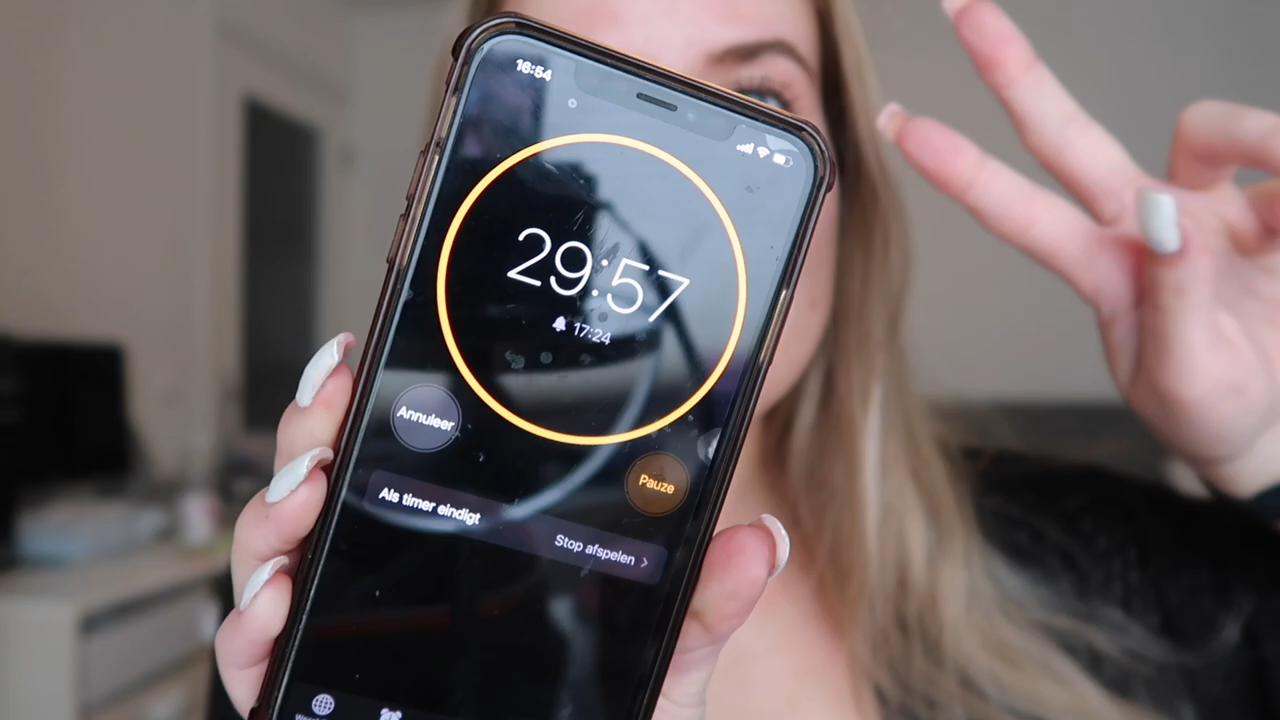 16:54
29:57
17:24
Annuleer
Pauze
Als timer eindigt
Stop afspelen